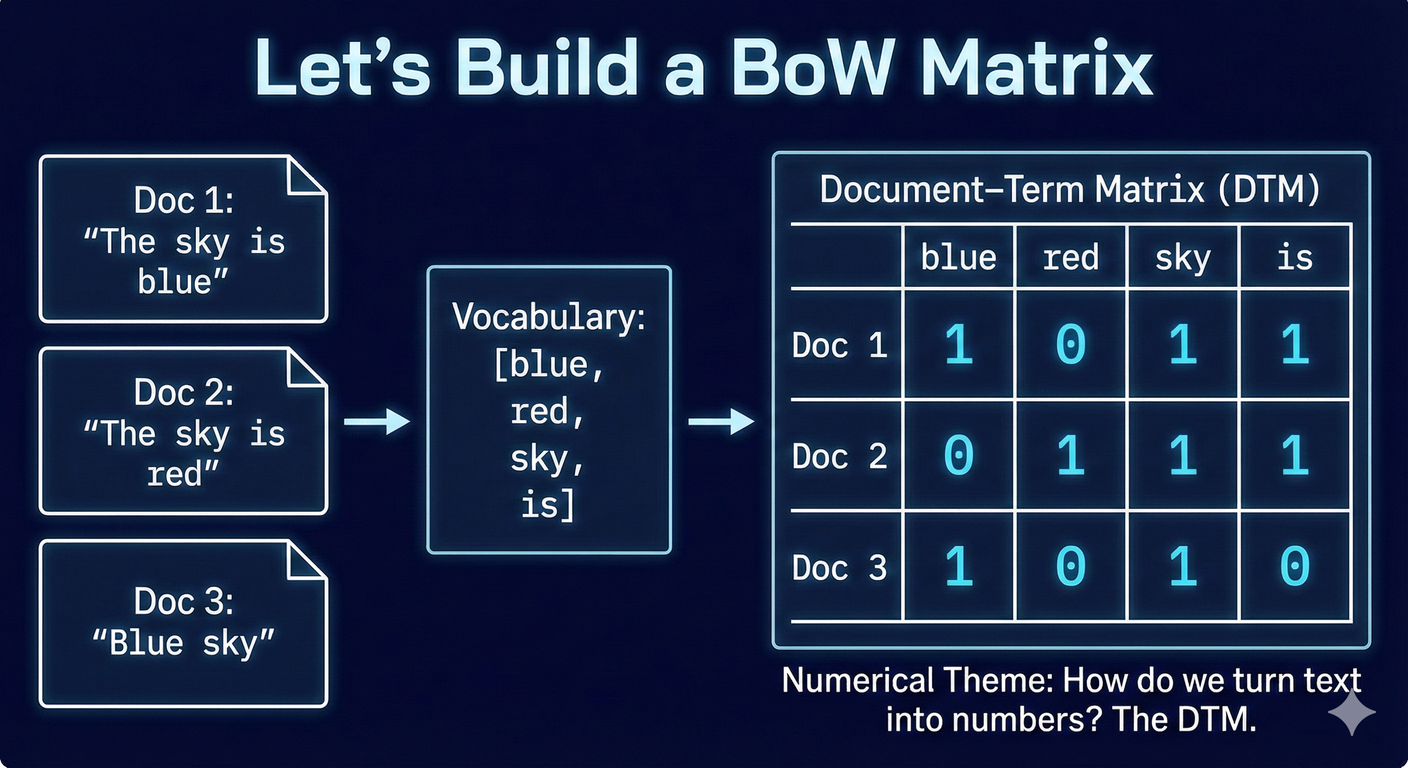 Let’s Build a BoW Matrix
Doc 1:
“The sky is
blue”
Doc 2:
“The sky is
red”
Doc 3:
“Blue sky”
Vocabulary:
[blue,
red,
sky,
is]
Document–Term Matrix (DTM)
blue red sky is
Doc 1 1 0 1 1
Doc 2 0 1 1 1
Doc 3 1 0 1 0
Numerical Theme: How do we turn text
into numbers? The DTM.